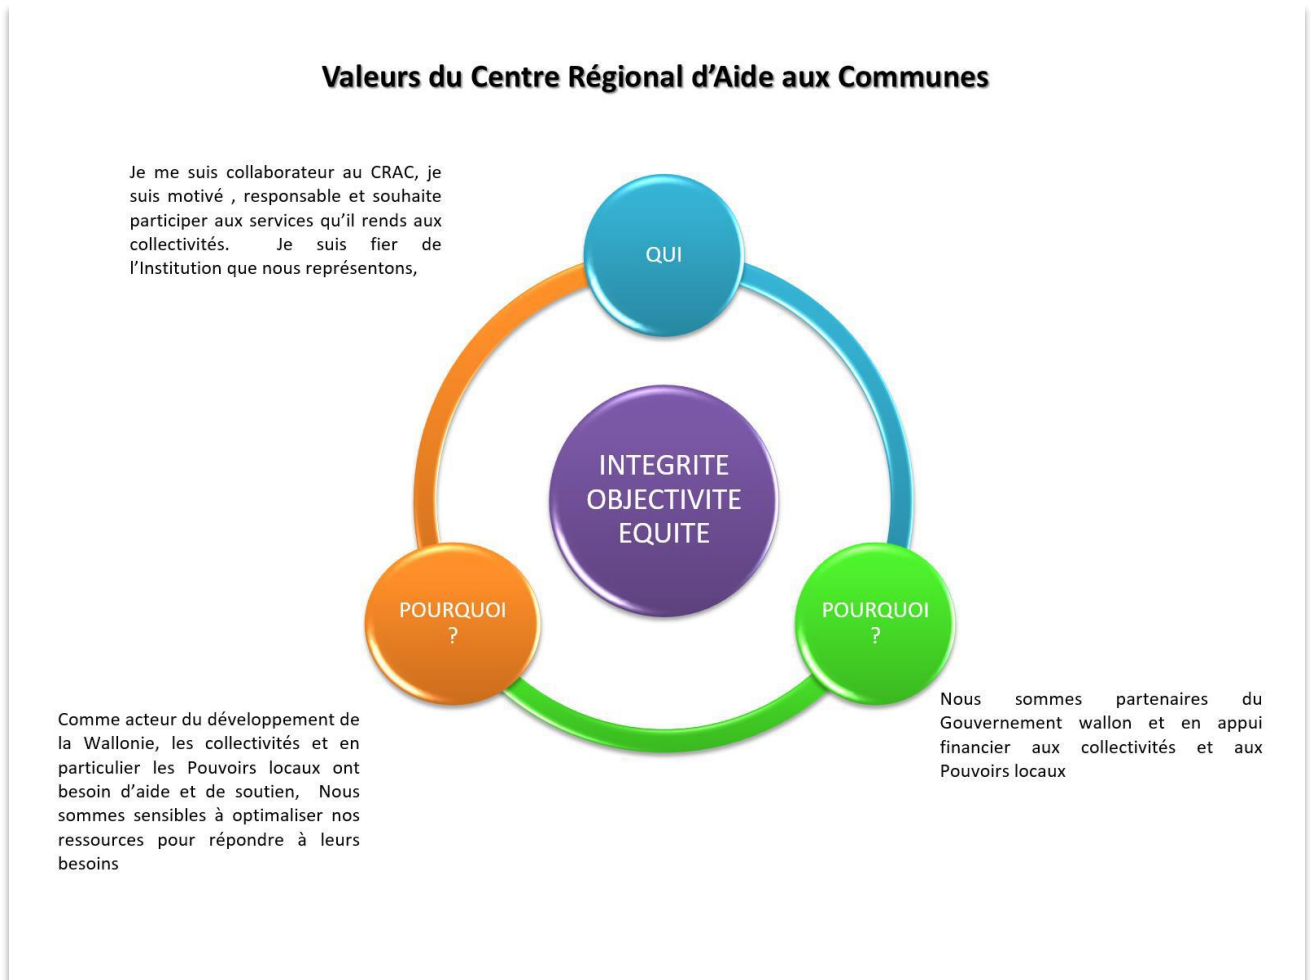 Valeurs du Centre Régional d’Aide aux Communes
Je me suis collaborateur au CRAC, je
suis motivé , responsable et souhaite
participer aux services qu’il rends aux
collectivités. Je suis fier de
l’Institution que nous représentons,
QUI
INTEGRITE
OBJECTIVITE
EQUITE
POURQUOI
?
POURQUOI
?
Comme acteur du développement de
la Wallonie, les collectivités et en
particulier les Pouvoirs locaux ont
besoin d’aide et de soutien, Nous
sommes sensibles à optimaliser nos
ressources pour répondre à leurs
besoins
Nous sommes partenaires du
Gouvernement wallon et en appui
financier aux collectivités et aux
Pouvoirs locaux